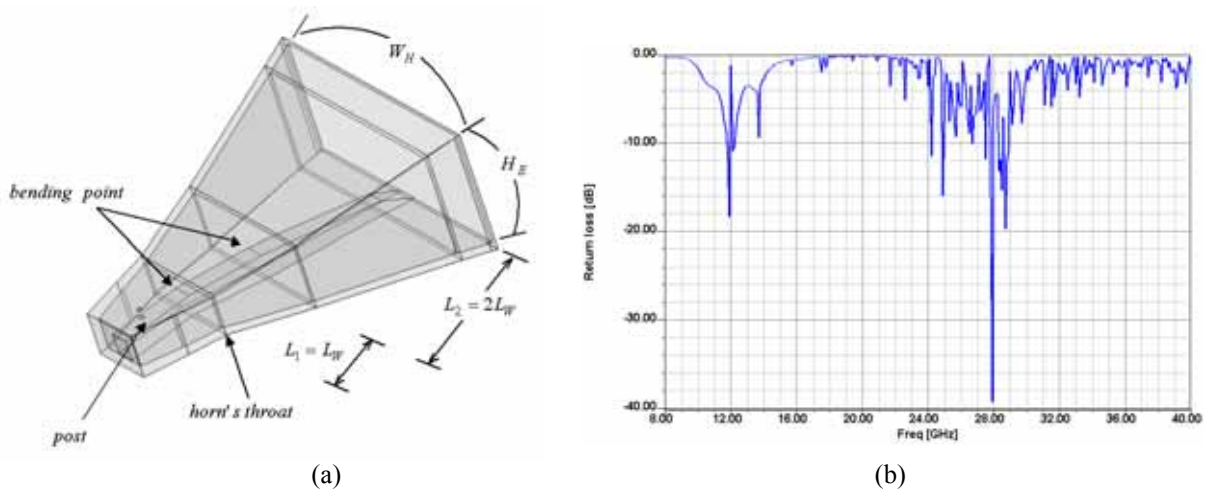 W_H
H_E
bending point
L_2 = 2L_W
L_1 = L_W
horn's throat
post
(a)
0.00
-10.00
-20.00
-30.00
-40.00
Return loss [dB]
8.00 12.00 16.00 20.00 24.00 28.00 32.00 36.00 40.00
Freq [GHz]
(b)